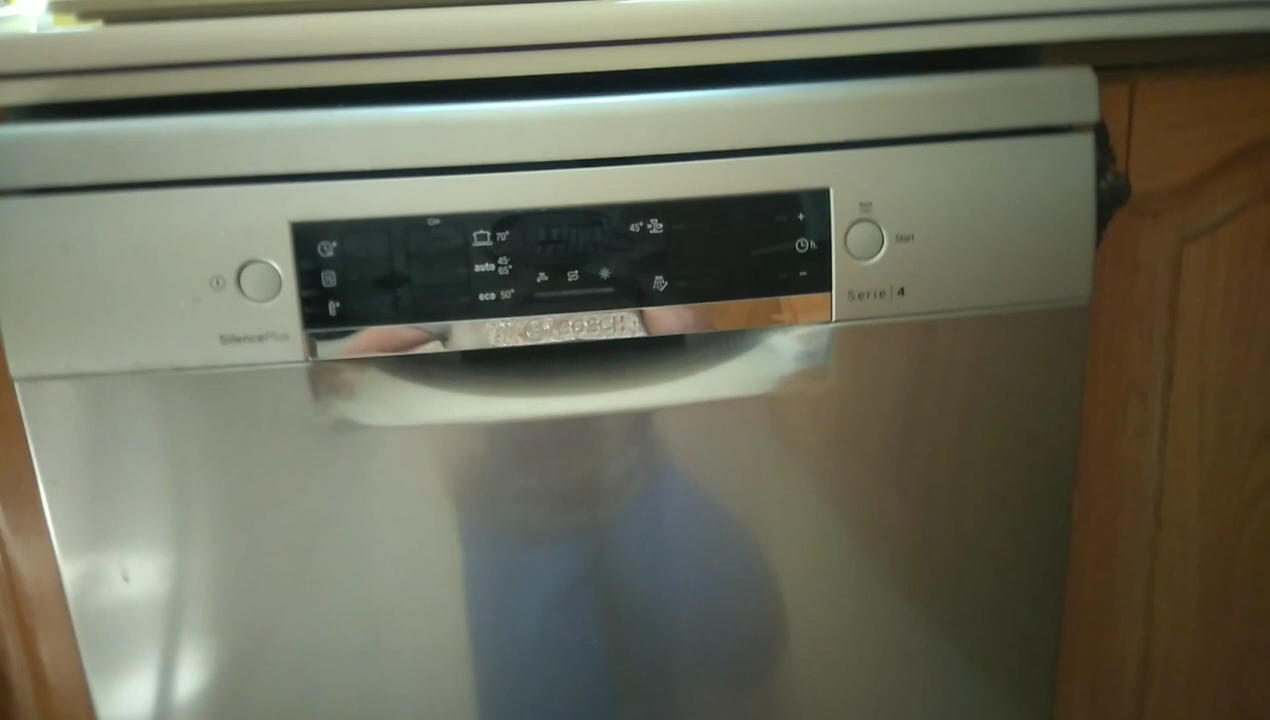 70°
45°
+
auto 45°-
65°
h
Start
eco 50°
-
Serie | 4
SilencePlus
BOSCH